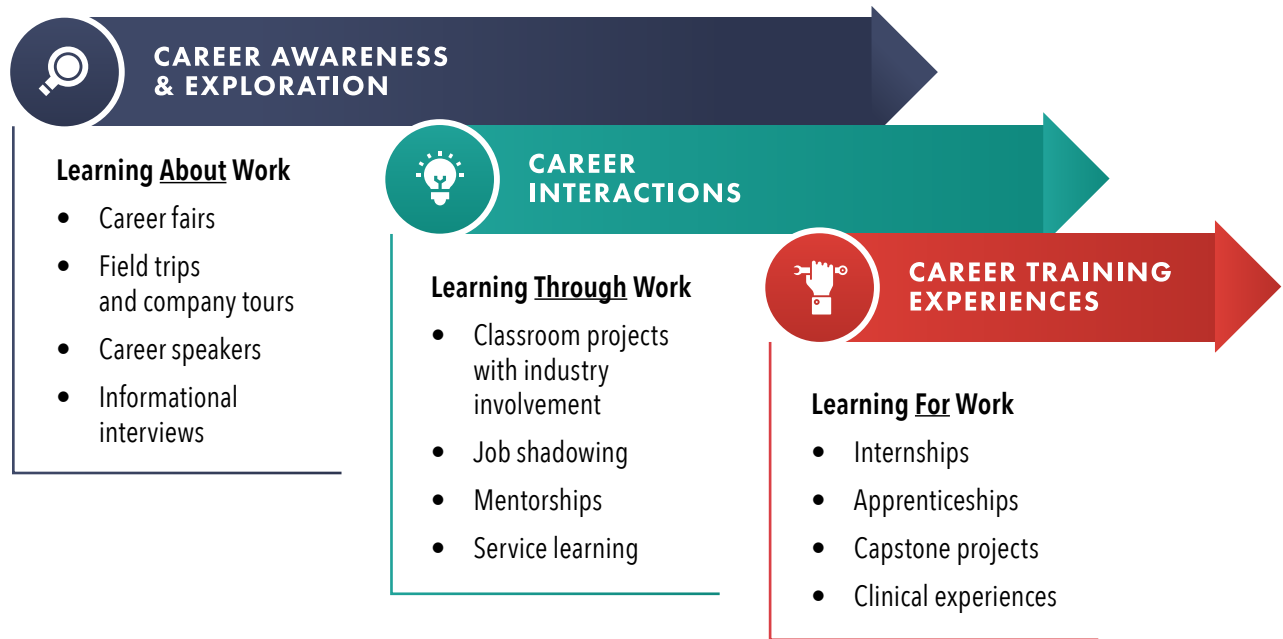 CAREER AWARENESS
& EXPLORATION
Learning About Work
• Career fairs
• Field trips
and company tours
• Career speakers
• Informational
interviews
CAREER
INTERACTIONS
Learning Through Work
• Classroom projects
with industry
involvement
• Job shadowing
• Mentorships
• Service learning
CAREER TRAINING
EXPERIENCES
Learning For Work
• Internships
• Apprenticeships
• Capstone projects
• Clinical experiences